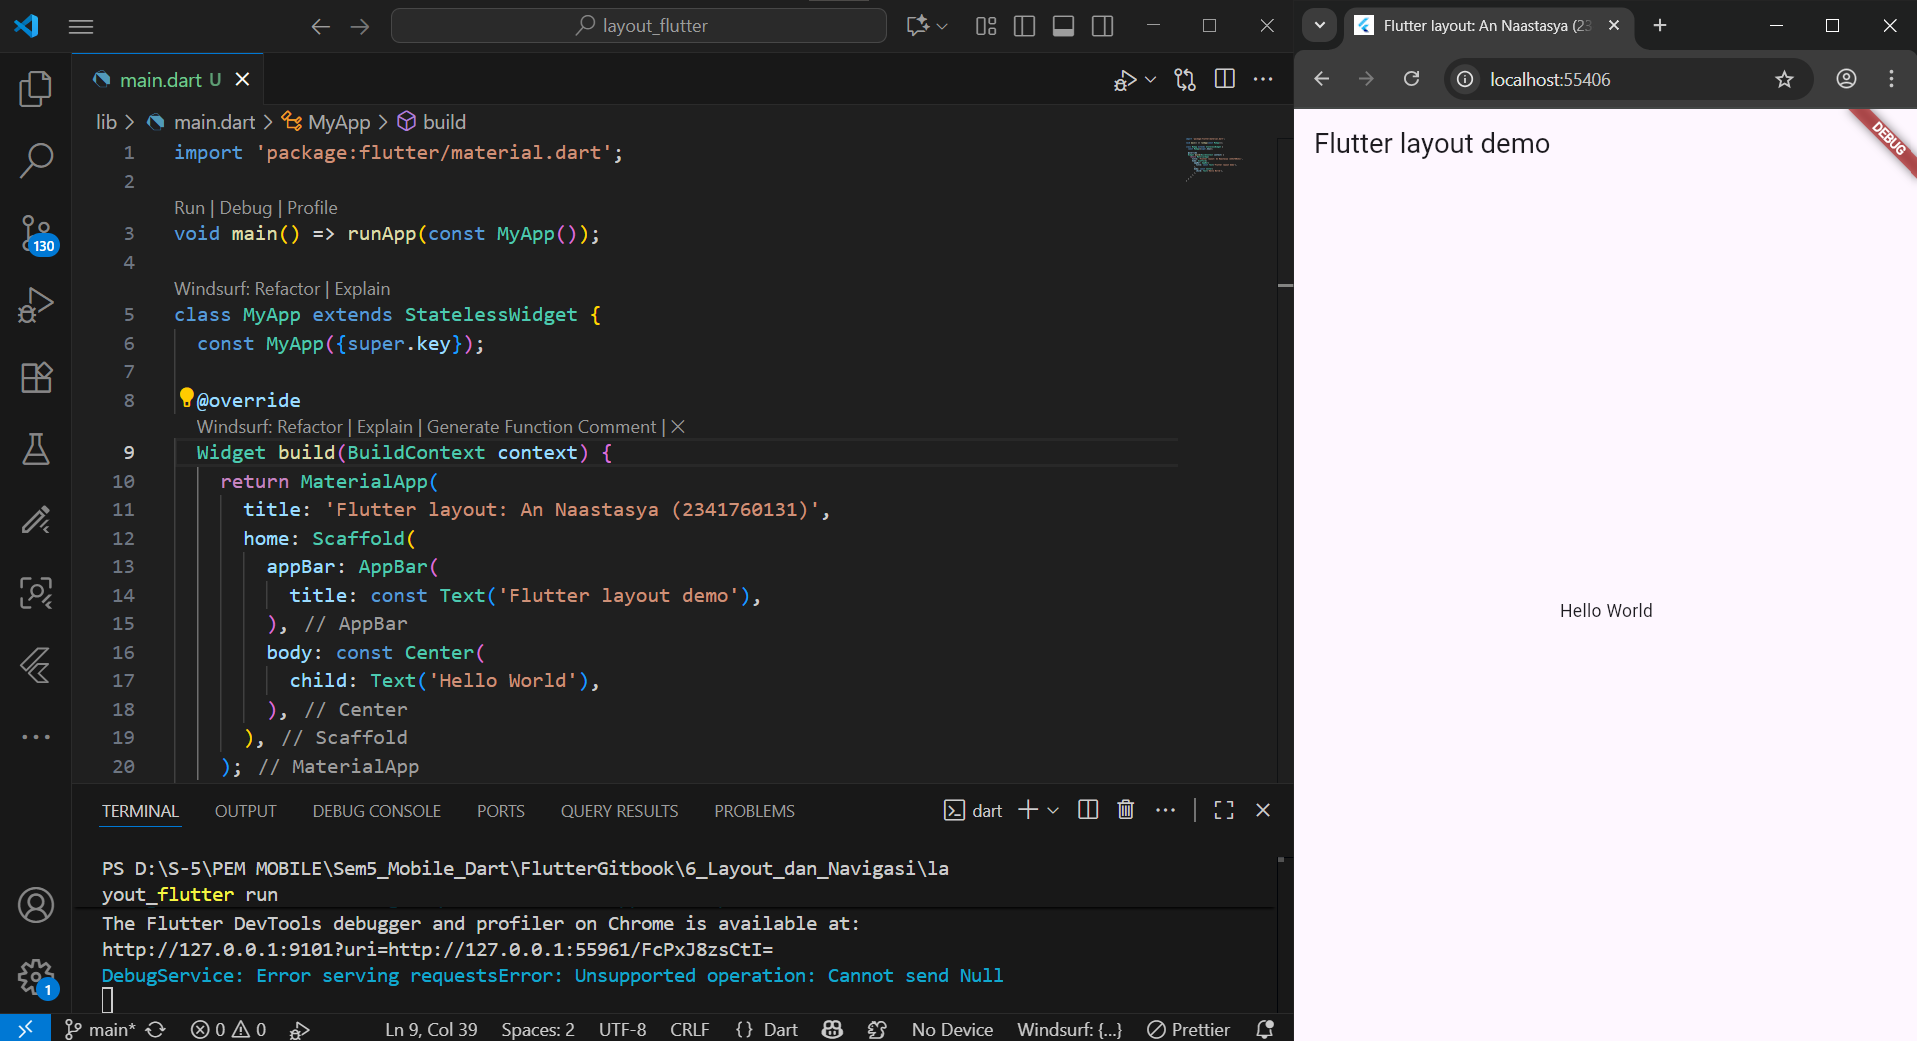 layout_flutter
main.dart U
lib > main.dart > MyApp > build
1 import 'package:flutter/material.dart';
2
Run | Debug | Profile
3 void main() => runApp(const MyApp());
4
Windsurf: Refactor | Explain
5 class MyApp extends StatelessWidget {
6 const MyApp({super.key});
7
8 @override
Windsurf: Refactor | Explain | Generate Function Comment |
9 Widget build(BuildContext context) {
10 return MaterialApp(
11 title: 'Flutter layout: An Naastasya (2341760131)',
12 home: Scaffold(
13 appBar: AppBar(
14 title: const Text('Flutter layout demo'),
15 ), // AppBar
16 body: const Center(
17 child: Text('Hello World'),
18 ), // Center
19 ), // Scaffold
20 ); // MaterialApp
130
1
TERMINAL OUTPUT DEBUG CONSOLE PORTS QUERY RESULTS PROBLEMS dart
PS D:\S-5\PEM MOBILE\Sem5_Mobile_Dart\FlutterGitbook\6_Layout_dan_Navigasi\la
yout_flutter run
The Flutter DevTools debugger and profiler on Chrome is available at:
http://127.0.0.1:9101?uri=http://127.0.0.1:55961/FcPxJ8zsCtI=
DebugService: Error serving requestsError: Unsupported operation: Cannot send Null
main* 0 0 Ln 9, Col 39 Spaces: 2 UTF-8 CRLF {} Dart No Device Windsurf: {...} Prettier
Flutter layout: An Naastasya (23
localhost:55406
Flutter layout demo
DEBUG
Hello World